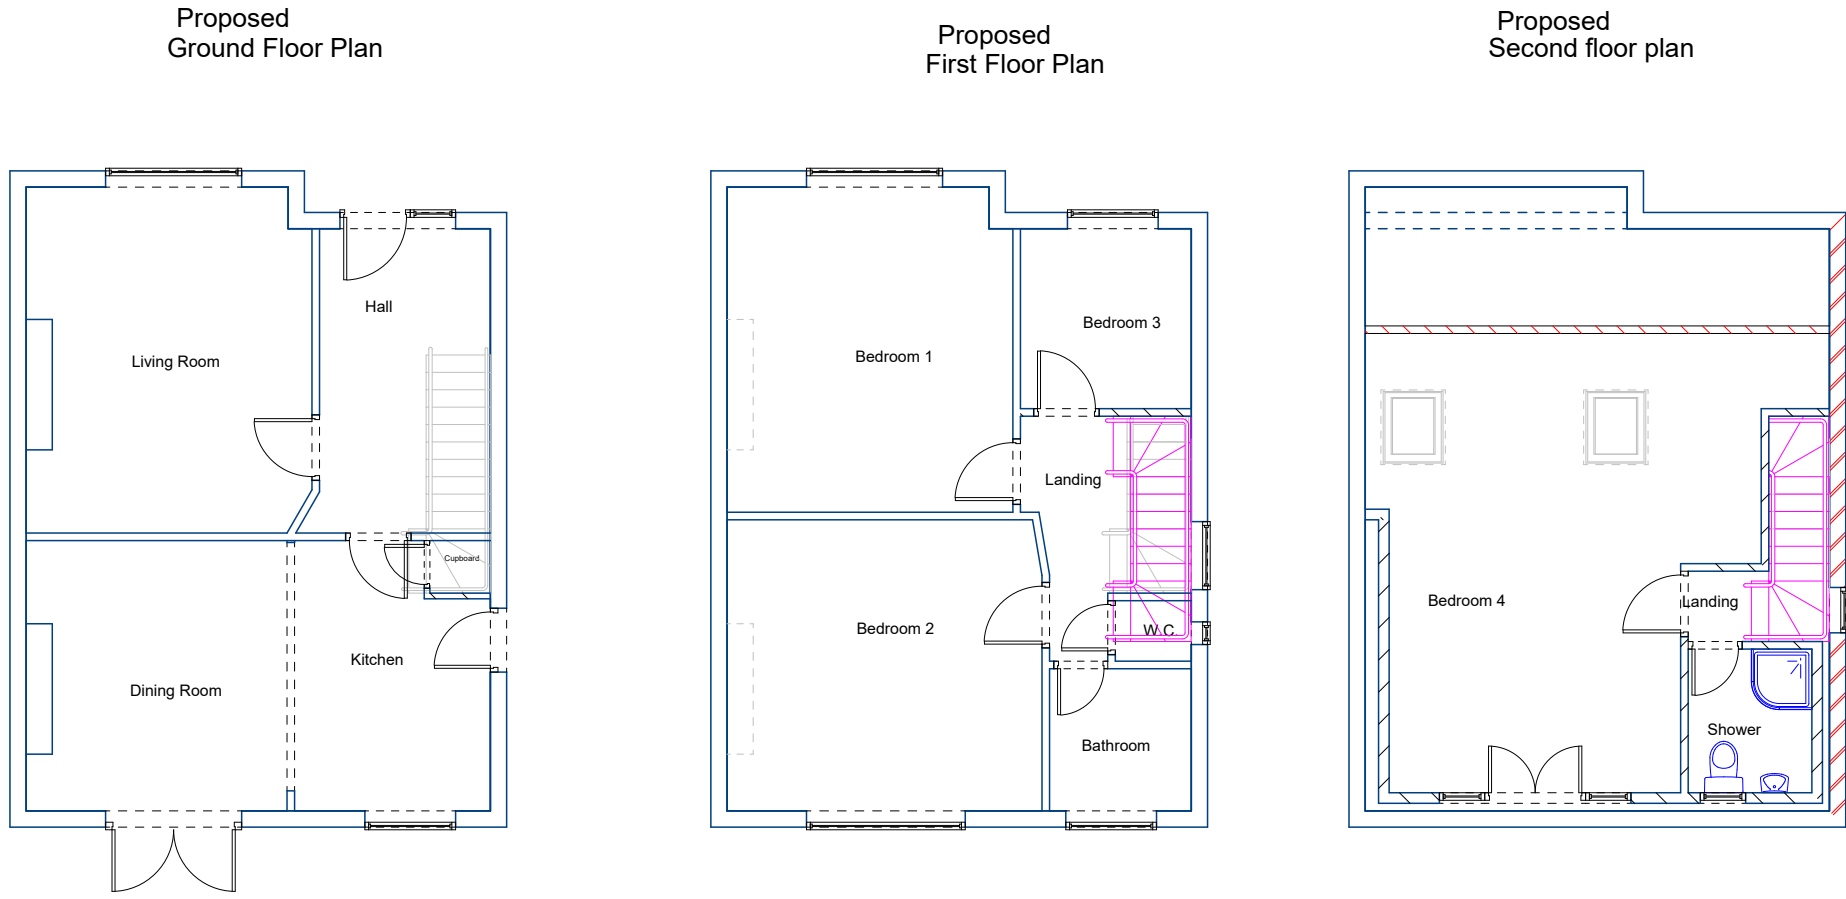 Proposed
Ground Floor Plan
Living Room
Hall
Cupboard
Dining Room
Kitchen
Proposed
First Floor Plan
Bedroom 1
Bedroom 3
Landing
Bedroom 2
W.C.
Bathroom
Proposed
Second floor plan
Bedroom 4
Landing
Shower